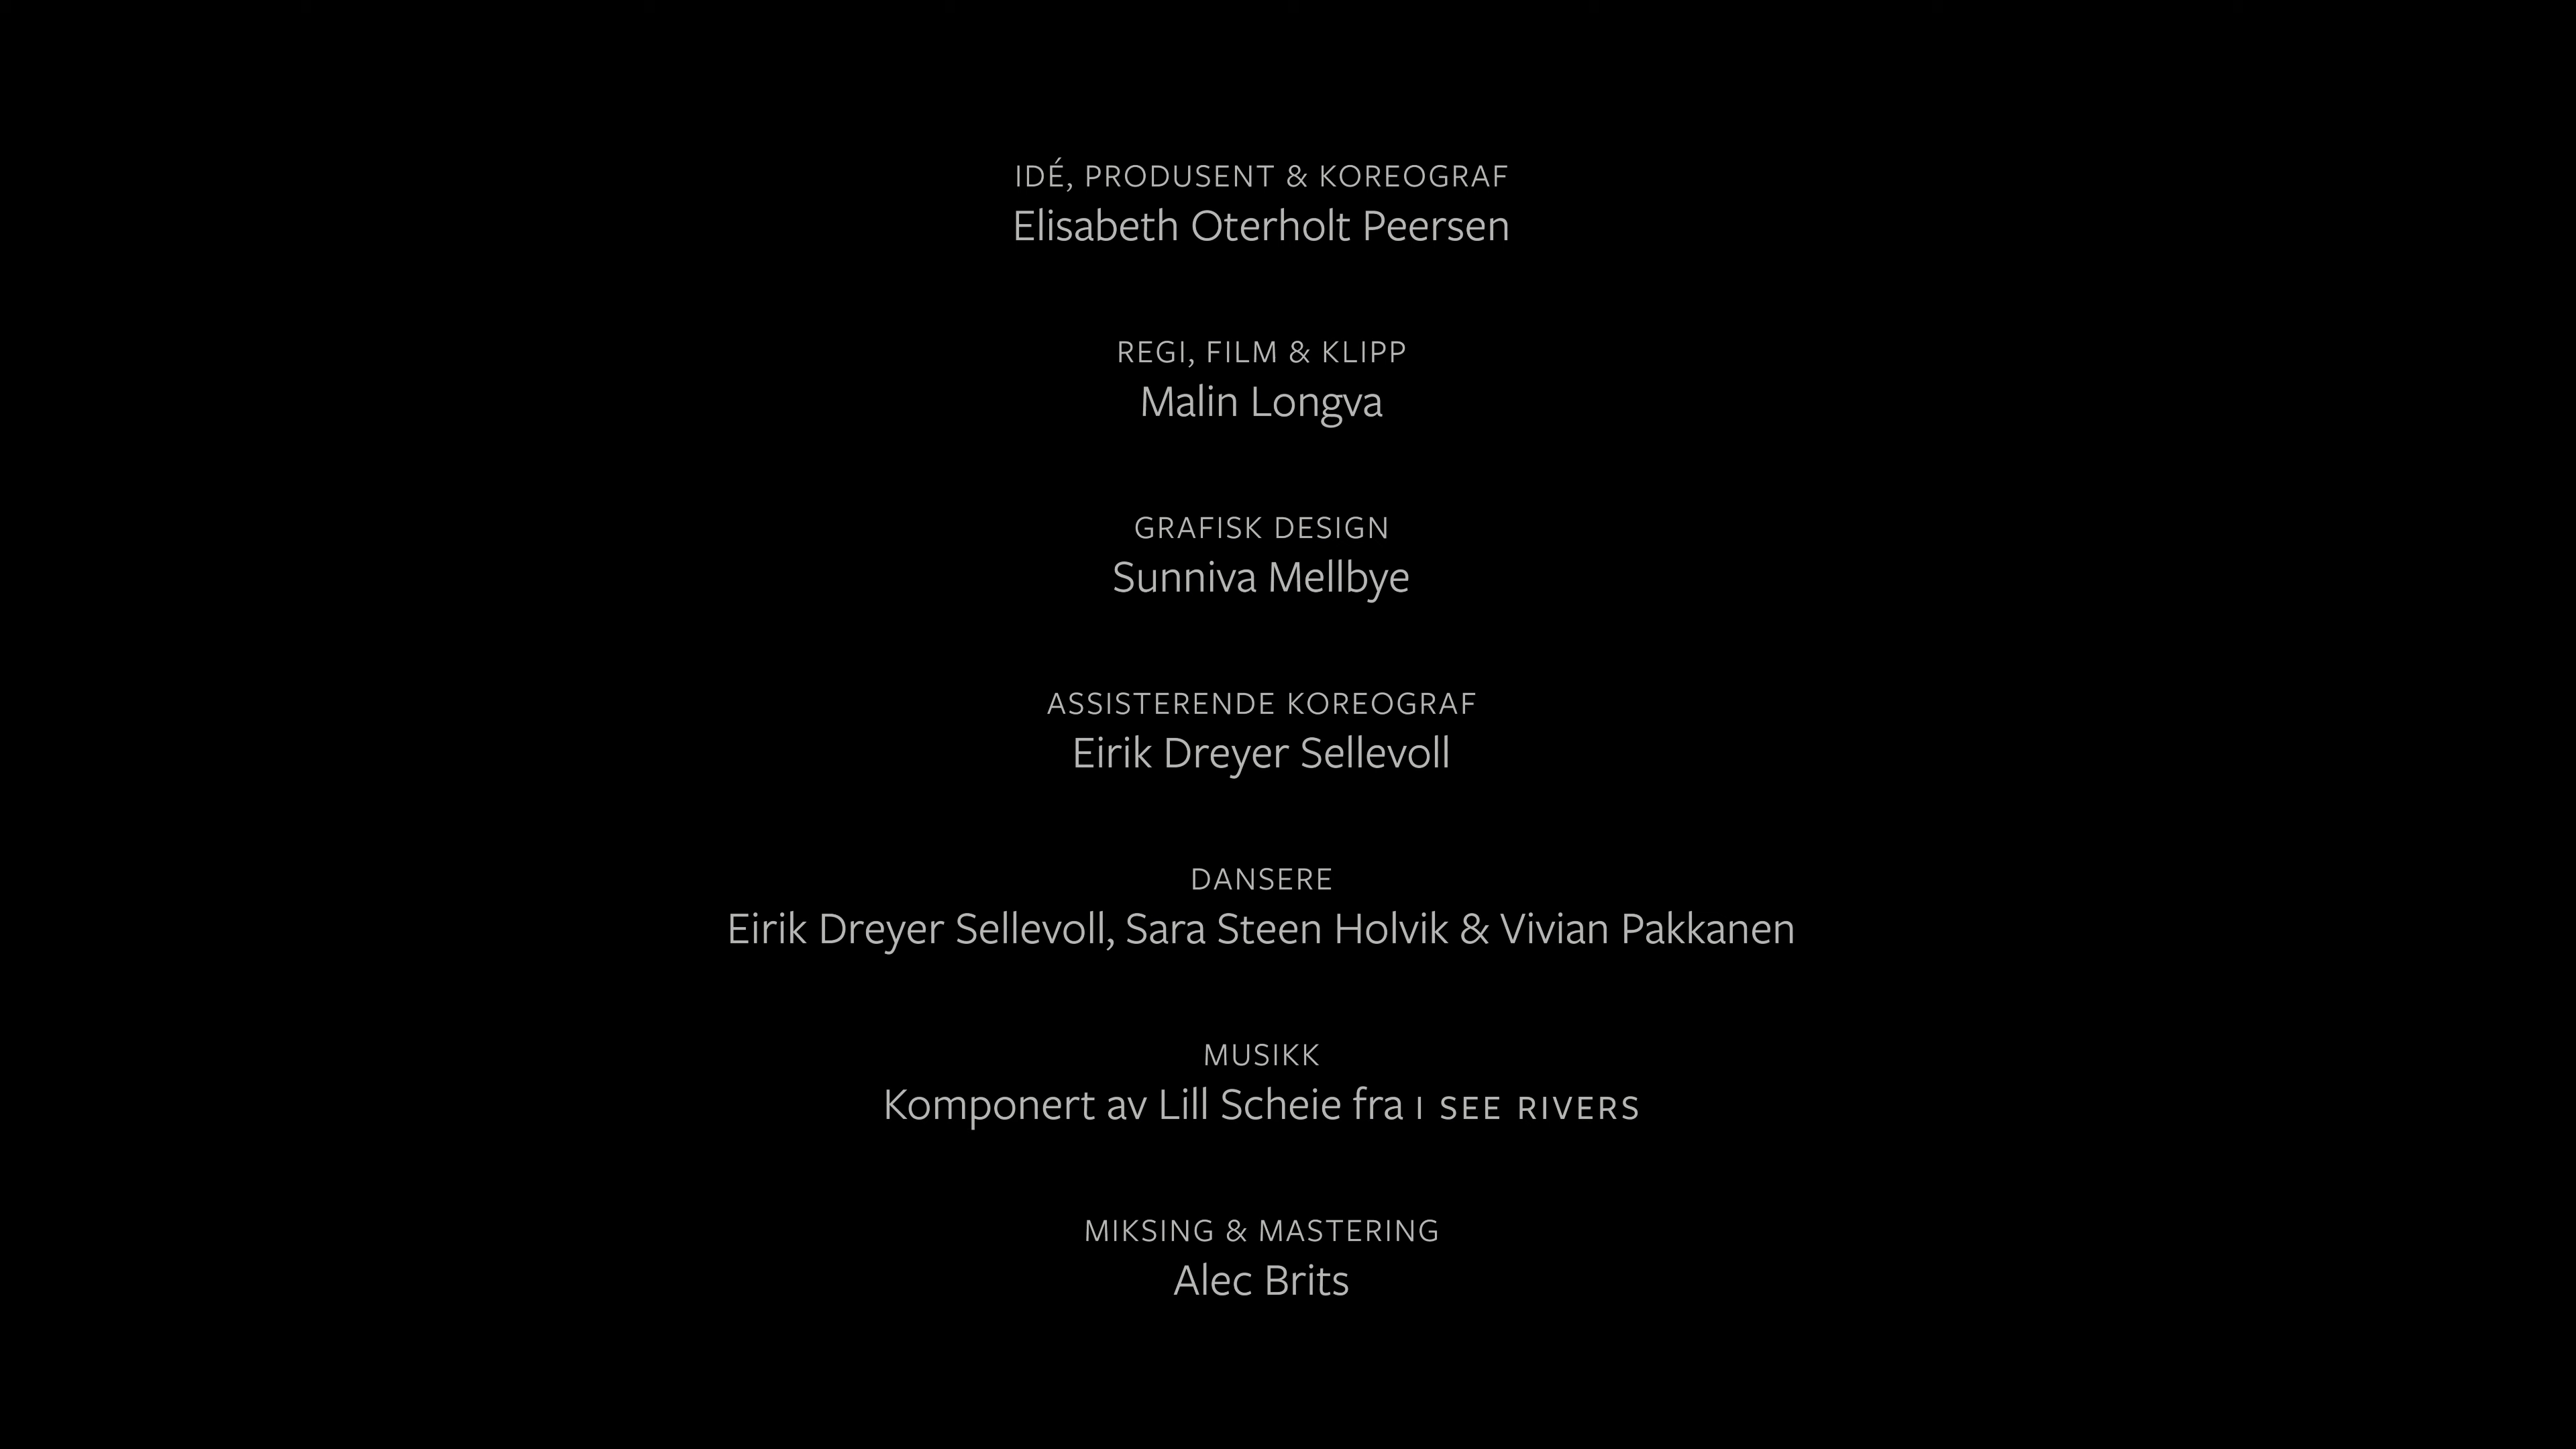 IDÉ, PRODUSENT & KOREOGRAF
Elisabeth Oterholt Peersen
REGI, FILM & KLIPP
Malin Longva
GRAFISK DESIGN
Sunniva Mellbye
ASSISTERENDE KOREOGRAF
Eirik Dreyer Sellevoll
DANSERE
Eirik Dreyer Sellevoll, Sara Steen Holvik & Vivian Pakkanen
MUSIKK
Komponert av Lill Scheie fra I SEE RIVERS
MIKSING & MASTERING
Alec Brits